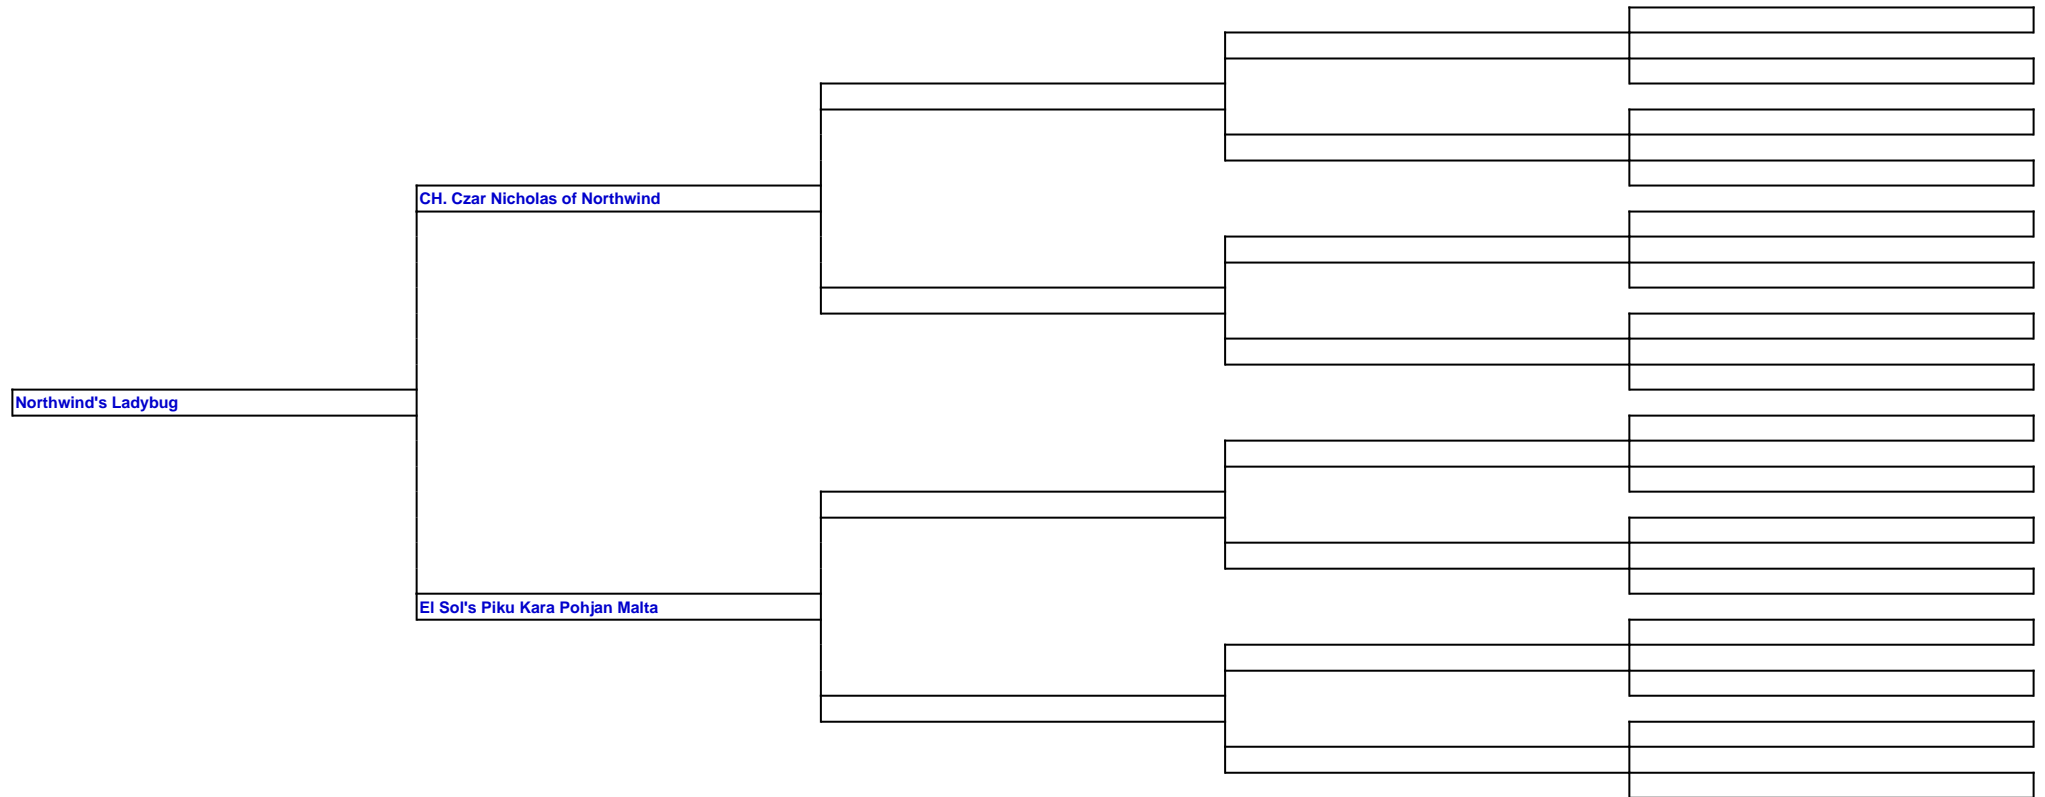 CH. Czar Nicholas of Northwind
Northwind's Ladybug
El Sol's Piku Kara Pohjan Malta